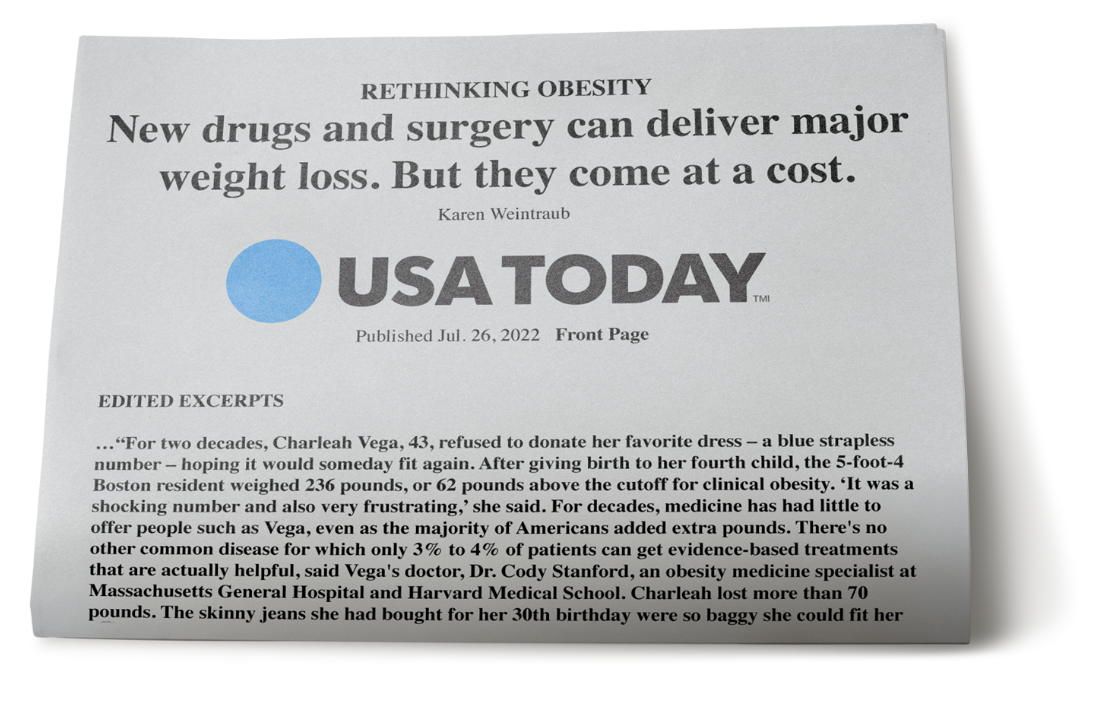 RETHINKING OBESITY
New drugs and surgery can deliver major
weight loss. But they come at a cost.
Karen Weintraub
USA TODAY™
Published Jul. 26, 2022 Front Page
EDITED EXCERPTS
…“For two decades, Charleah Vega, 43, refused to donate her favorite dress – a blue strapless
number – hoping it would someday fit again. After giving birth to her fourth child, the 5-foot-4
Boston resident weighed 236 pounds, or 62 pounds above the cutoff for clinical obesity. ‘It was a
shocking number and also very frustrating,’ she said. For decades, medicine has had little to
offer people such as Vega, even as the majority of Americans added extra pounds. There's no
other common disease for which only 3% to 4% of patients can get evidence-based treatments
that are actually helpful, said Vega's doctor, Dr. Cody Stanford, an obesity medicine specialist at
Massachusetts General Hospital and Harvard Medical School. Charleah lost more than 70
pounds. The skinny jeans she had bought for her 30th birthday were so baggy she could fit her